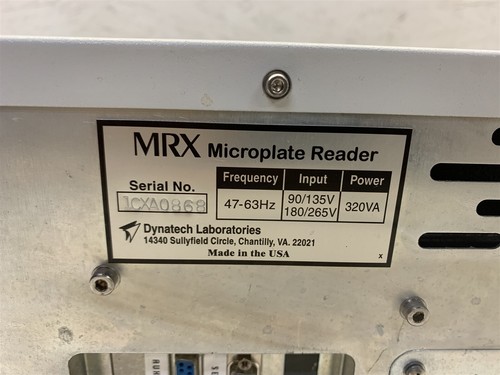 MRX Microplate Reader
Serial No.
1CXA0868
Frequency Input Power
47-63Hz 90/135V 180/265V 320VA
Dynatech Laboratories
14340 Sullyfield Circle, Chantilly, VA. 22021
Made in the USA
x